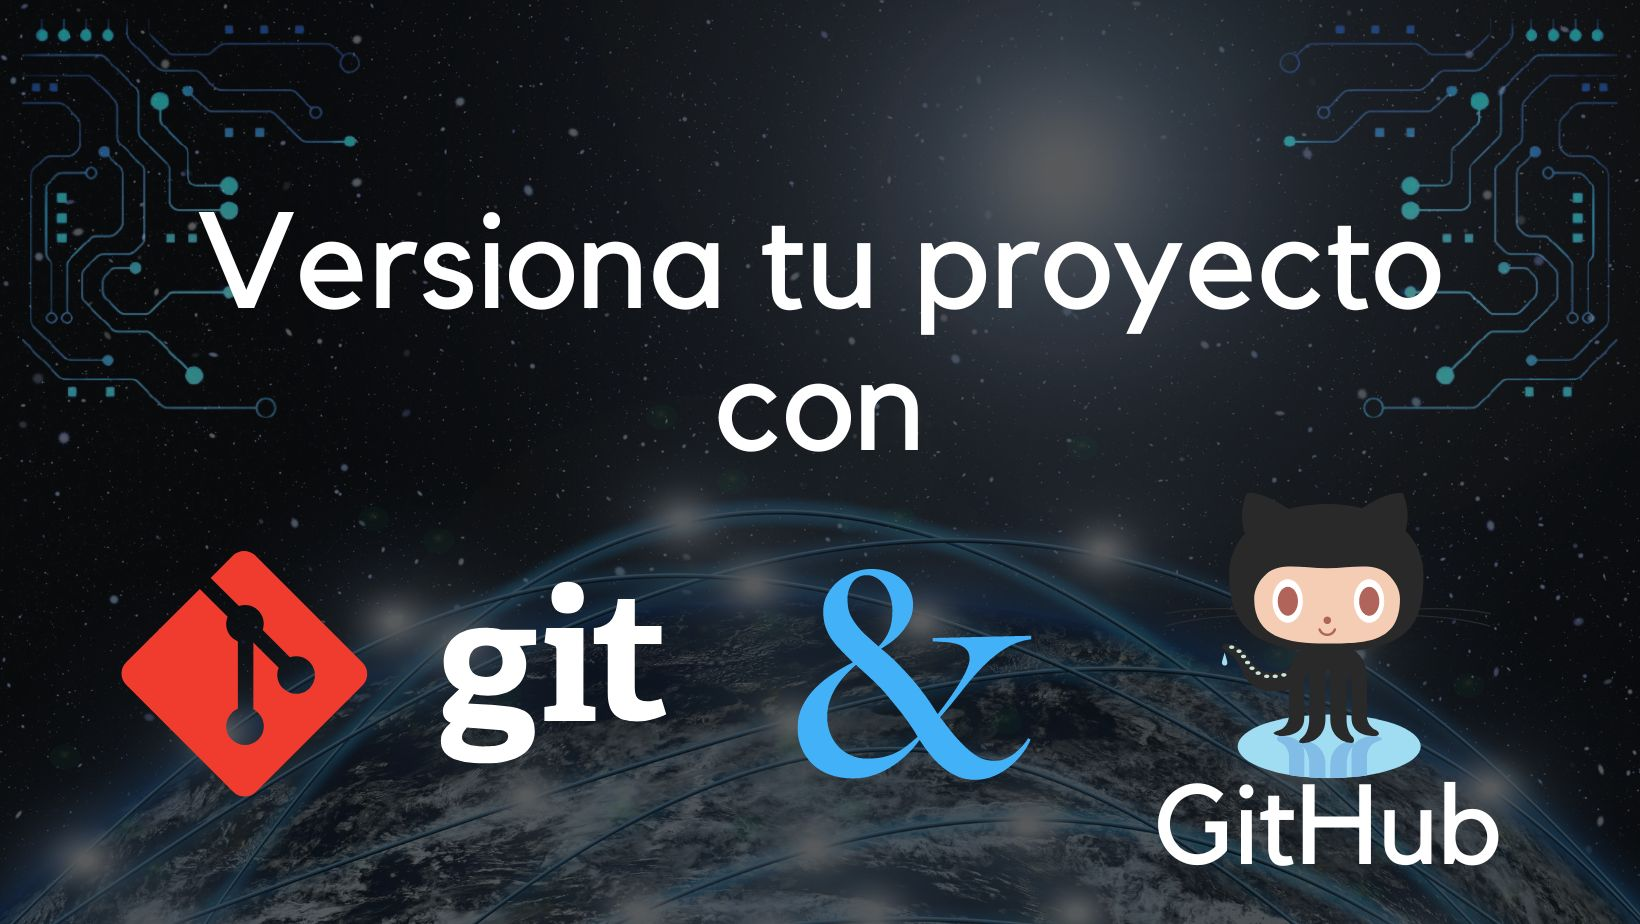 Versiona tu proyecto
con
git & 
GitHub